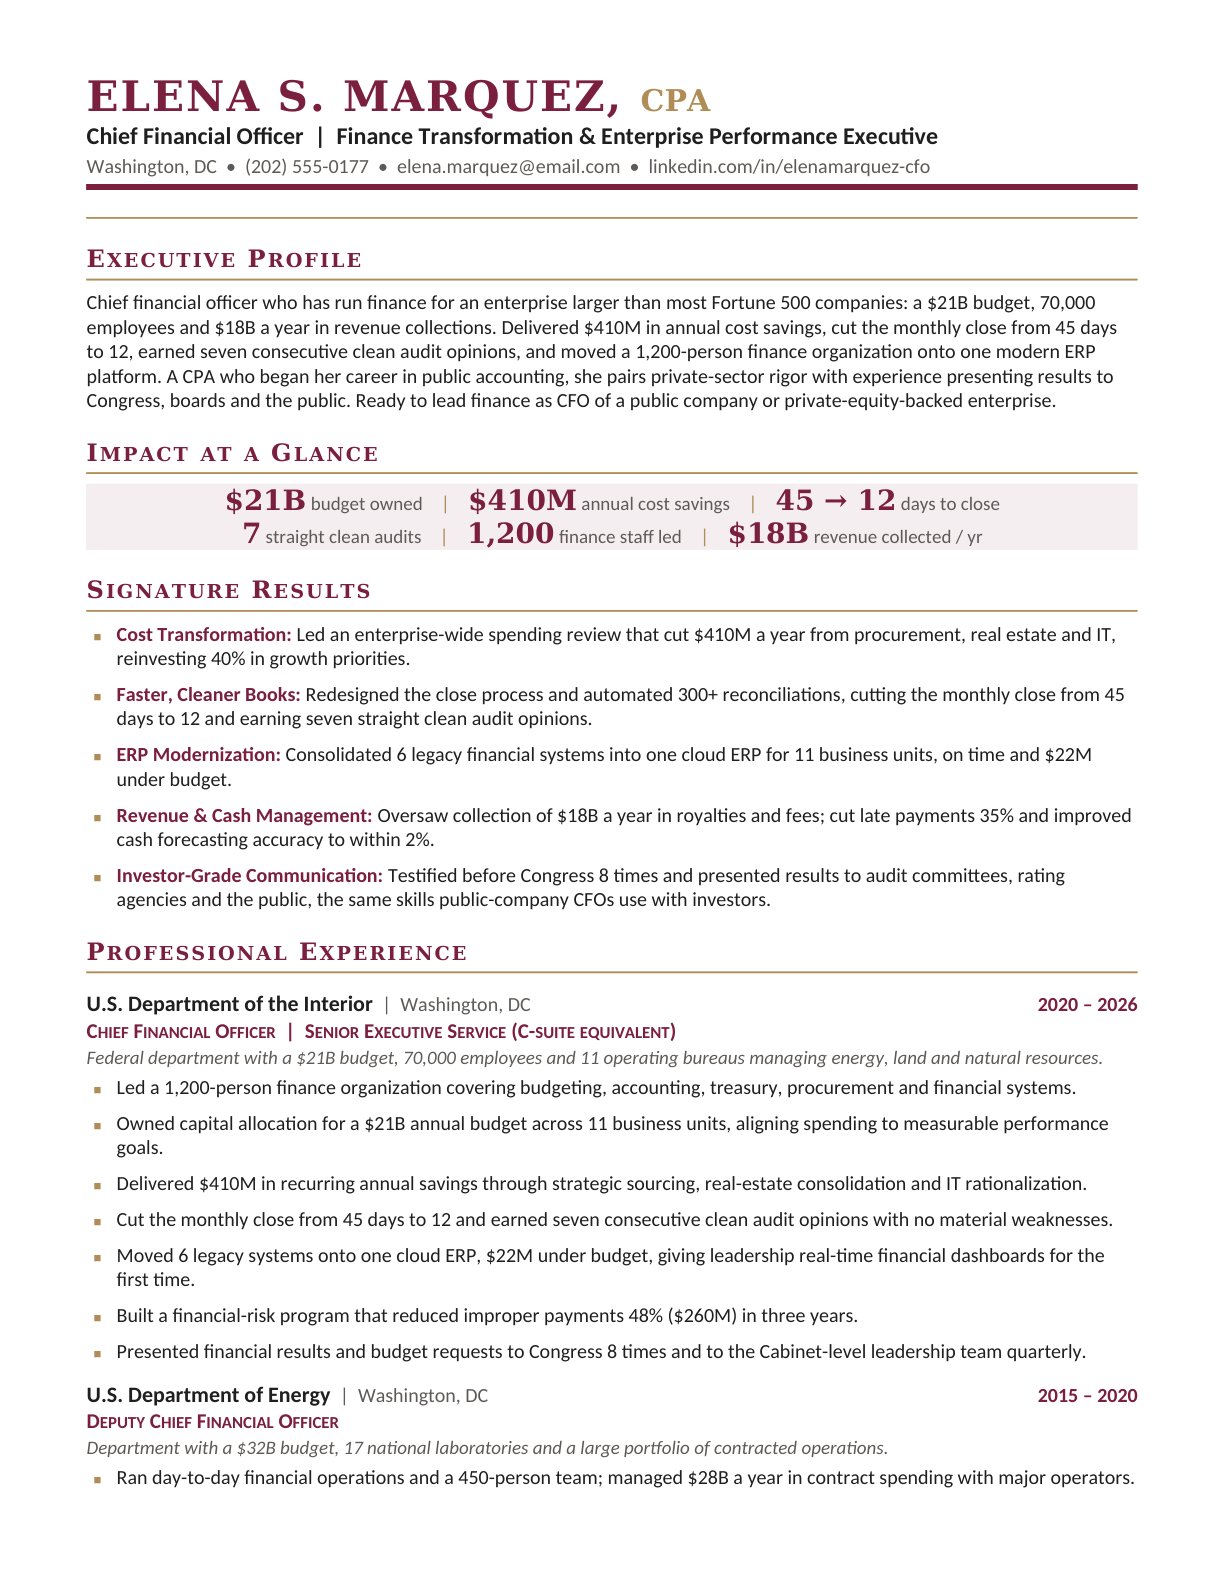 ELENA S. MARQUEZ, CPA
Chief Financial Officer | Finance Transformation & Enterprise Performance Executive
Washington, DC • (202) 555-0177 • elena.marquez@email.com • linkedin.com/in/elenamarquez-cfo
EXECUTIVE PROFILE
Chief financial officer who has run finance for an enterprise larger than most Fortune 500 companies: a $21B budget, 70,000
employees and $18B a year in revenue collections. Delivered $410M in annual cost savings, cut the monthly close from 45 days
to 12, earned seven consecutive clean audit opinions, and moved a 1,200-person finance organization onto one modern ERP
platform. A CPA who began her career in public accounting, she pairs private-sector rigor with experience presenting results to
Congress, boards and the public. Ready to lead finance as CFO of a public company or private-equity-backed enterprise.
IMPACT AT A GLANCE
$21B budget owned | $410M annual cost savings | 45 → 12 days to close
7 straight clean audits | 1,200 finance staff led | $18B revenue collected / yr
SIGNATURE RESULTS
▪ Cost Transformation: Led an enterprise-wide spending review that cut $410M a year from procurement, real estate and IT,
reinvesting 40% in growth priorities.
▪ Faster, Cleaner Books: Redesigned the close process and automated 300+ reconciliations, cutting the monthly close from 45
days to 12 and earning seven straight clean audit opinions.
▪ ERP Modernization: Consolidated 6 legacy financial systems into one cloud ERP for 11 business units, on time and $22M
under budget.
▪ Revenue & Cash Management: Oversaw collection of $18B a year in royalties and fees; cut late payments 35% and improved
cash forecasting accuracy to within 2%.
▪ Investor-Grade Communication: Testified before Congress 8 times and presented results to audit committees, rating
agencies and the public, the same skills public-company CFOs use with investors.
PROFESSIONAL EXPERIENCE
U.S. Department of the Interior | Washington, DC 2020 – 2026
CHIEF FINANCIAL OFFICER | SENIOR EXECUTIVE SERVICE (C-SUITE EQUIVALENT)
Federal department with a $21B budget, 70,000 employees and 11 operating bureaus managing energy, land and natural resources.
▪ Led a 1,200-person finance organization covering budgeting, accounting, treasury, procurement and financial systems.
▪ Owned capital allocation for a $21B annual budget across 11 business units, aligning spending to measurable performance
goals.
▪ Delivered $410M in recurring annual savings through strategic sourcing, real-estate consolidation and IT rationalization.
▪ Cut the monthly close from 45 days to 12 and earned seven consecutive clean audit opinions with no material weaknesses.
▪ Moved 6 legacy systems onto one cloud ERP, $22M under budget, giving leadership real-time financial dashboards for the
first time.
▪ Built a financial-risk program that reduced improper payments 48% ($260M) in three years.
▪ Presented financial results and budget requests to Congress 8 times and to the Cabinet-level leadership team quarterly.
U.S. Department of Energy | Washington, DC 2015 – 2020
DEPUTY CHIEF FINANCIAL OFFICER
Department with a $32B budget, 17 national laboratories and a large portfolio of contracted operations.
▪ Ran day-to-day financial operations and a 450-person team; managed $28B a year in contract spending with major operators.